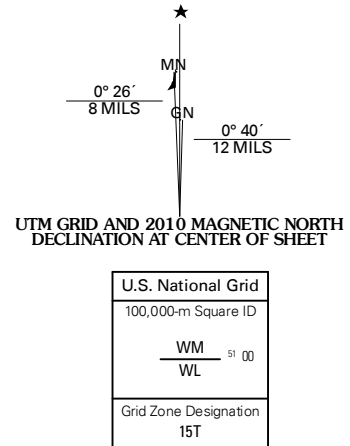 MN
0° 26´
8 MILS
GN
0° 40´
12 MILS
UTM GRID AND 2010 MAGNETIC NORTH
DECLINATION AT CENTER OF SHEET
U.S. National Grid
100,000-m Square ID
WM 51 00
WL
Grid Zone Designation
15T